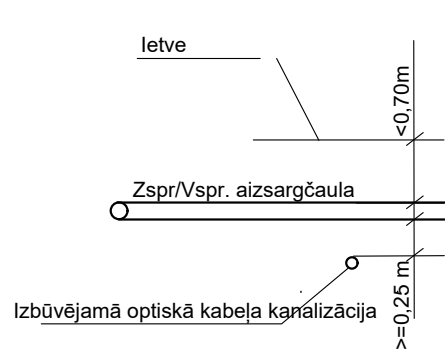 Ietve
<0,70m
Zspr/Vspr. aizsargčaula
Izbūvējamā optiskā kabeļa kanalizācija
>=0,25 m